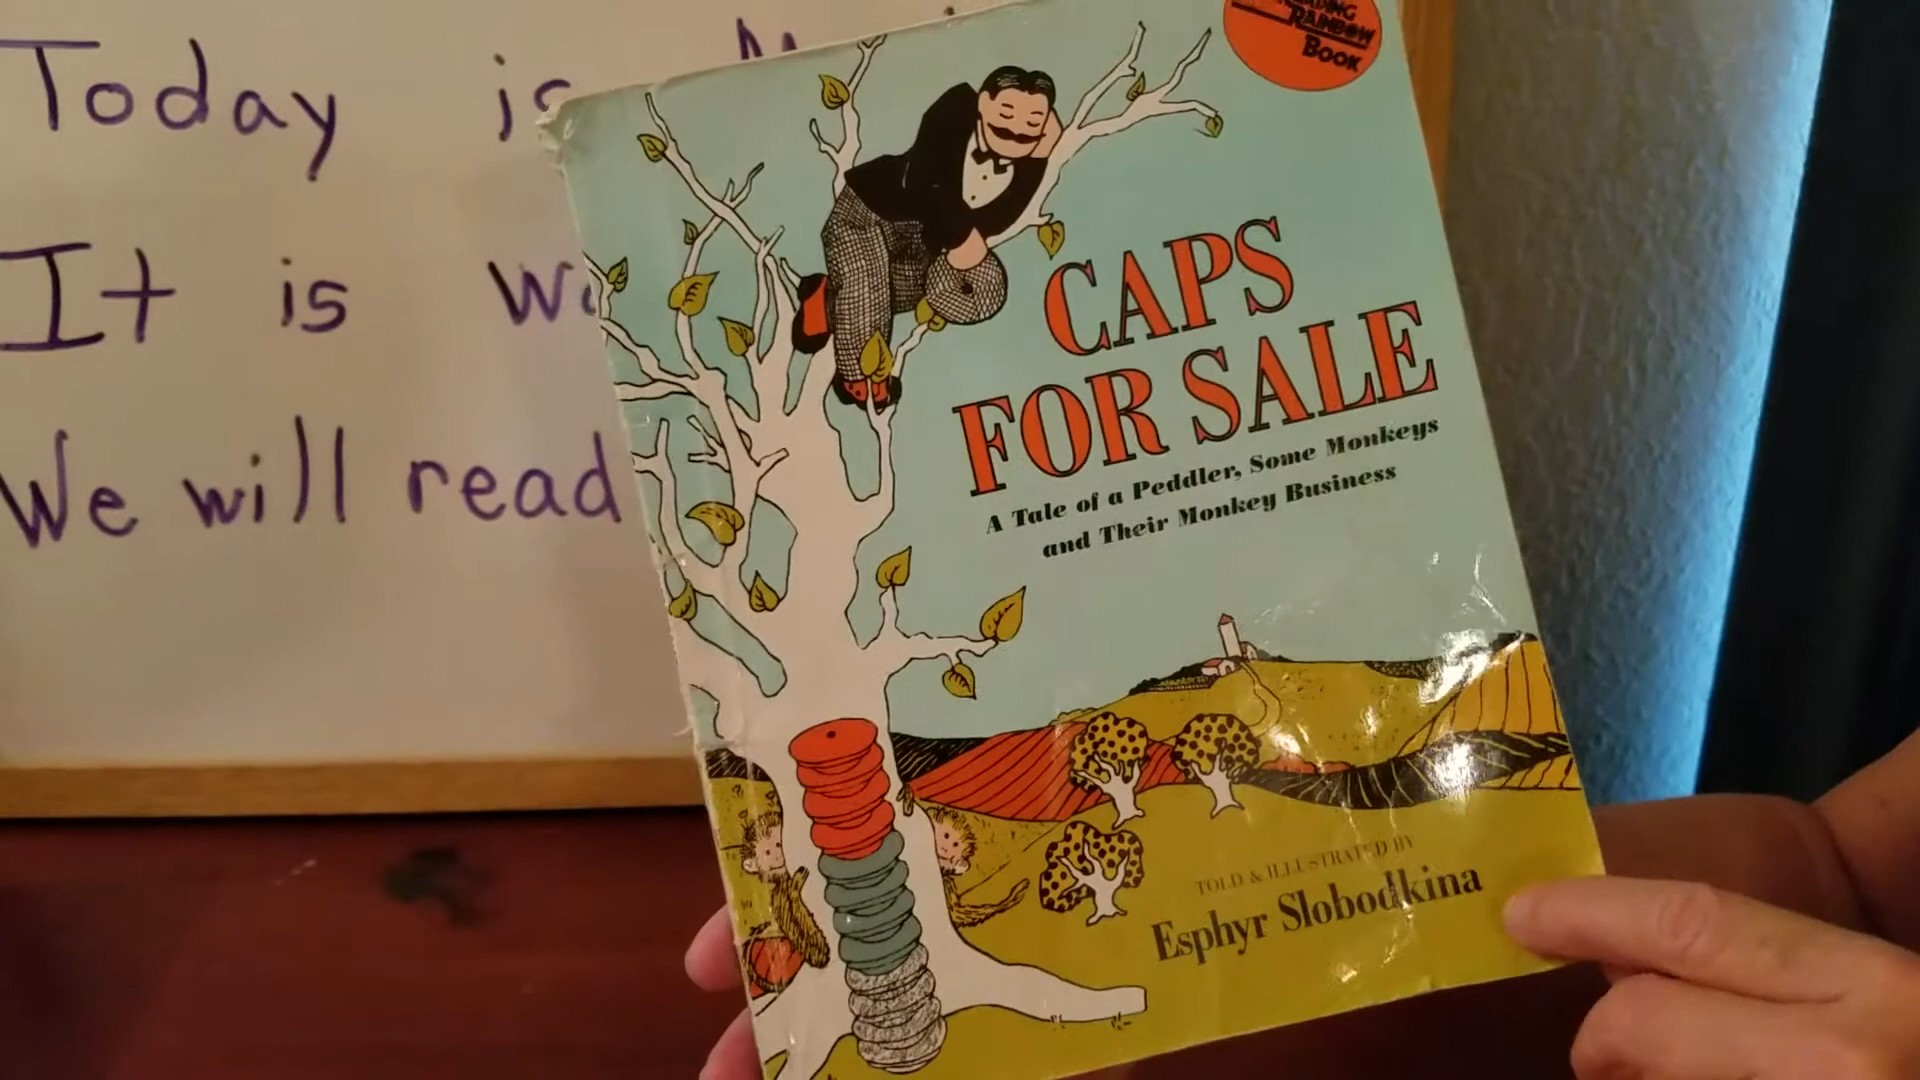 Today is
It is
We will read
RAINBOW
BOOK
CAPS
FOR SALE
A Tale of a Peddler, Some Monkeys
and Their Monkey Business
TOLD & ILLUSTRATED BY
Esphyr Slobodkina